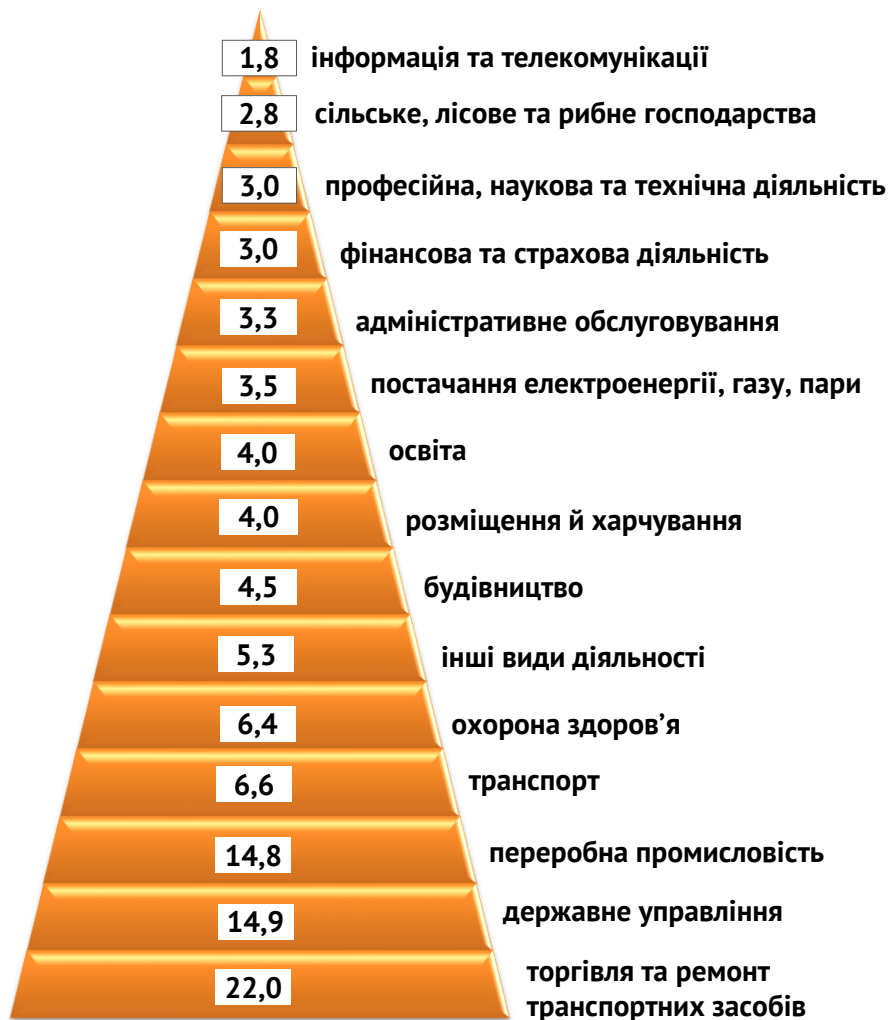 1,8 інформація та телекомунікації
2,8 сільське, лісове та рибне господарства
3,0 професійна, наукова та технічна діяльність
3,0 фінансова та страхова діяльність
3,3 адміністративне обслуговування
3,5 постачання електроенергії, газу, пари
4,0 освіта
4,0 розміщення й харчування
4,5 будівництво
5,3 інші види діяльності
6,4 охорона здоров’я
6,6 транспорт
14,8 переробна промисловість
14,9 державне управління
22,0 торгівля та ремонт
транспортних засобів